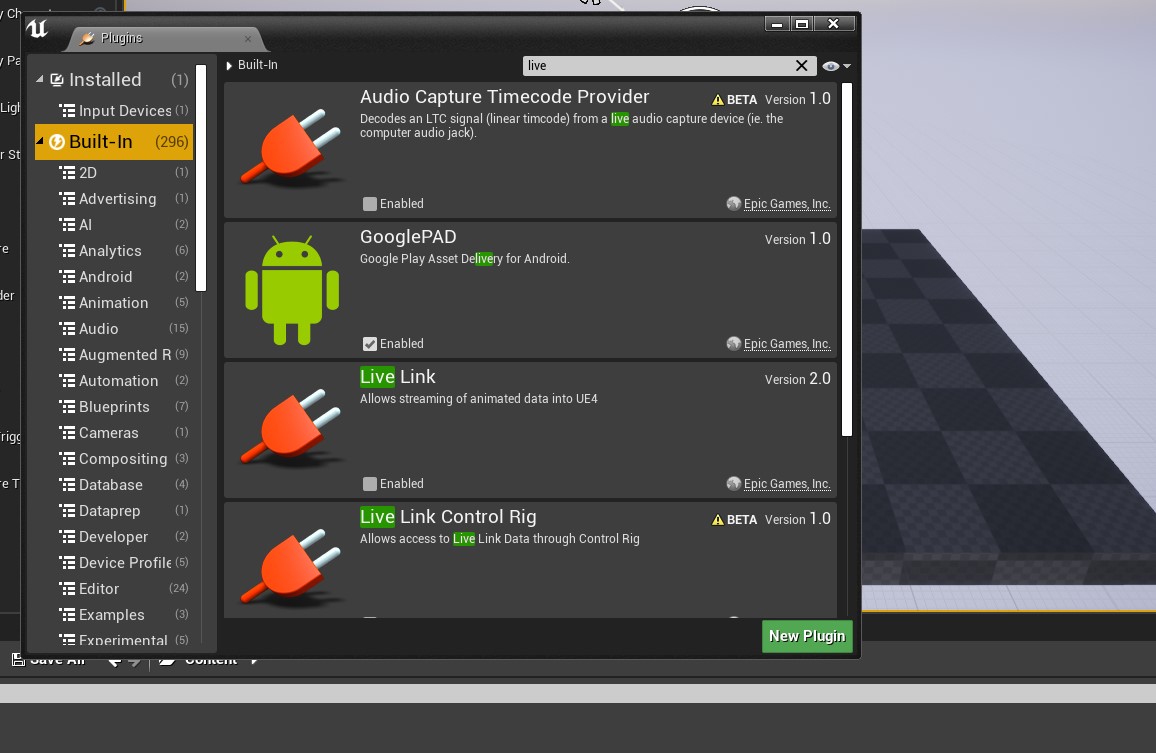 Plugins
Installed (1)
Input Devices (1)
Built-In (296)
2D (1)
Advertising (1)
AI (2)
Analytics (6)
Android (2)
Animation (5)
Audio (15)
Augmented R (9)
Automation (2)
Blueprints (7)
Cameras (1)
Compositing (3)
Database (4)
Dataprep (1)
Developer (2)
Device Profile (5)
Editor (24)
Examples (3)
Experimental (5)
Built-In
live
Audio Capture Timecode Provider BETA Version 1.0
Decodes an LTC signal (linear timcode) from a live audio capture device (ie. the
computer audio jack).
Enabled Epic Games, Inc.
GooglePAD Version 1.0
Google Play Asset Delivery for Android.
Enabled Epic Games, Inc.
Live Link Version 2.0
Allows streaming of animated data into UE4
Enabled Epic Games, Inc.
Live Link Control Rig BETA Version 1.0
Allows access to Live Link Data through Control Rig
New Plugin
Save All Content